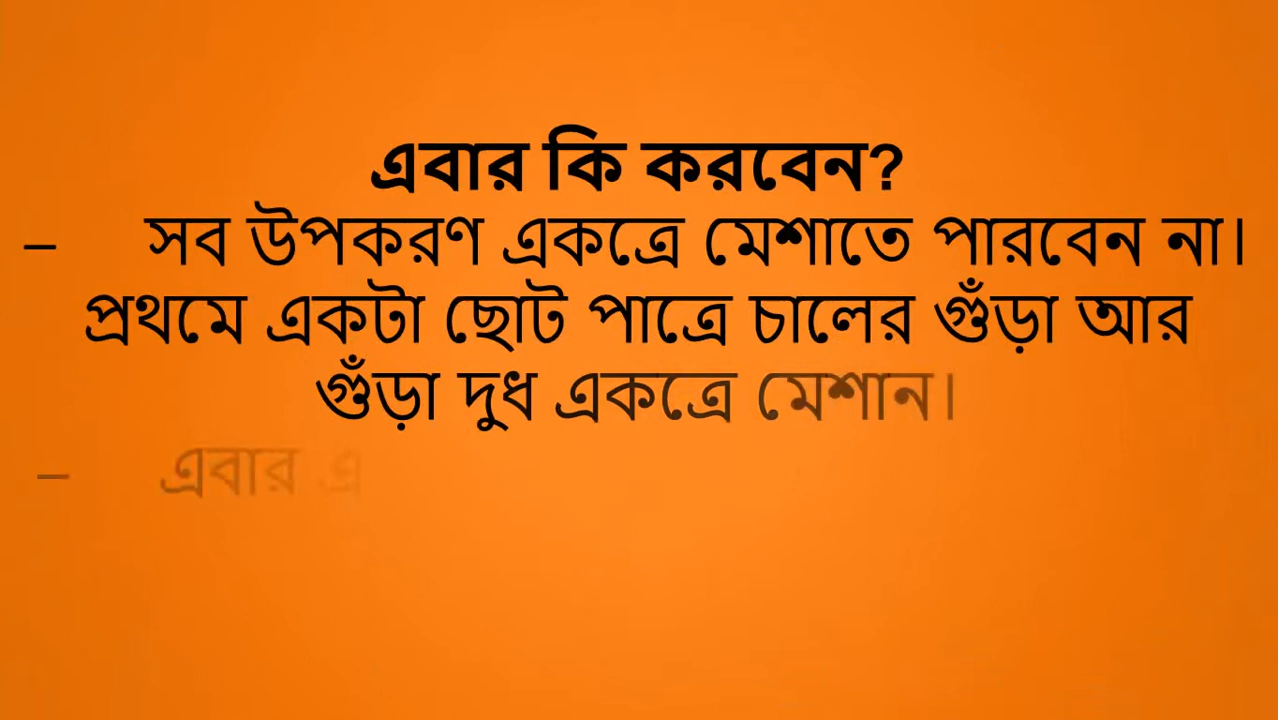 এবার কি করবেন?
– সব উপকরণ একত্রে মেশাতে পারবেন না।
প্রথমে একটা ছোট পাত্রে চালের গুঁড়া আর
গুঁড়া দুধ একত্রে মেশান।
– এবার এ